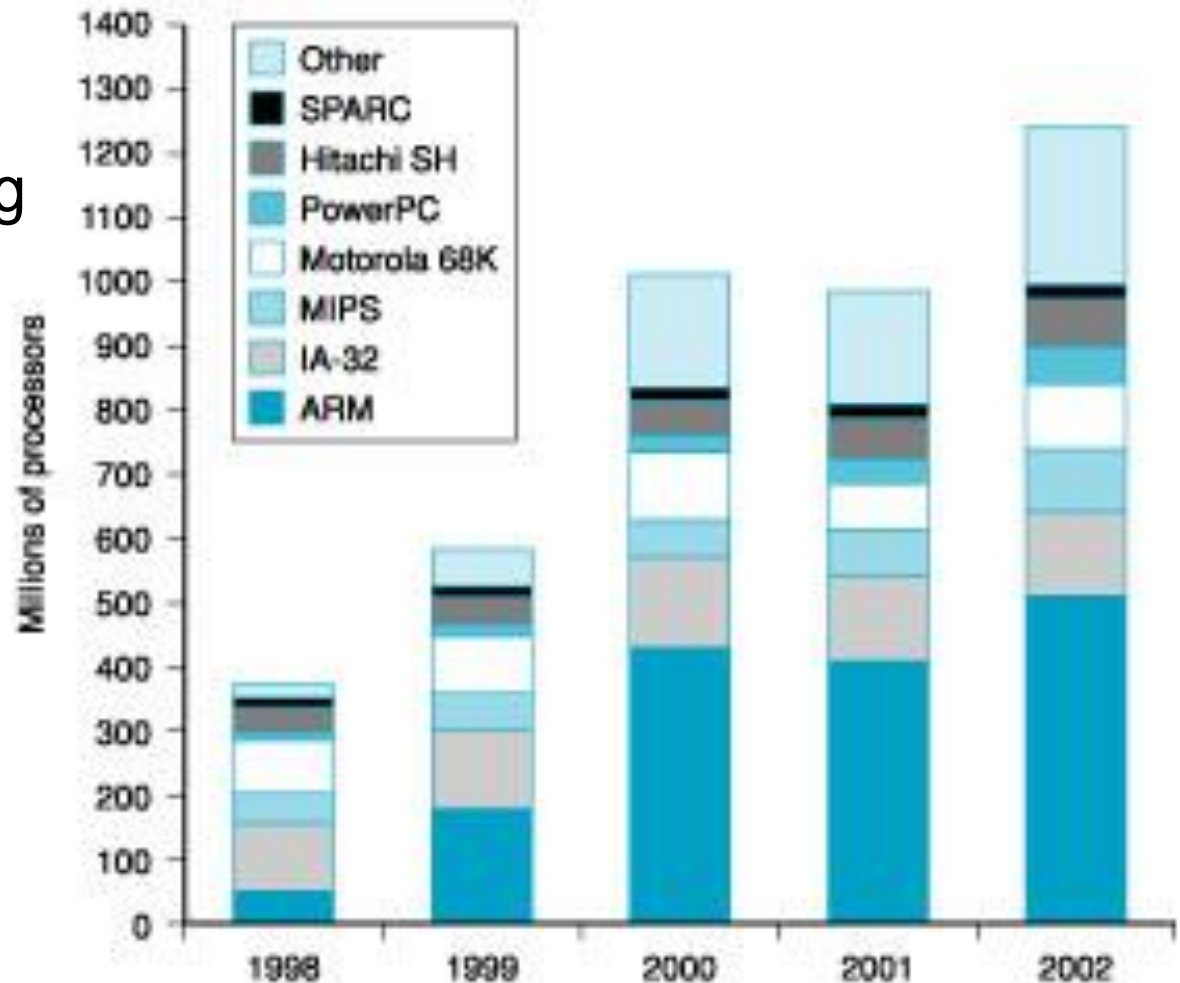 g
Millions of processors
1400
1300
1200
1100
1000
900
800
700
600
500
400
300
200
100
0
Other
SPARC
Hitachi SH
PowerPC
Motorola 68K
MIPS
IA-32
ARM
1998 1999 2000 2001 2002